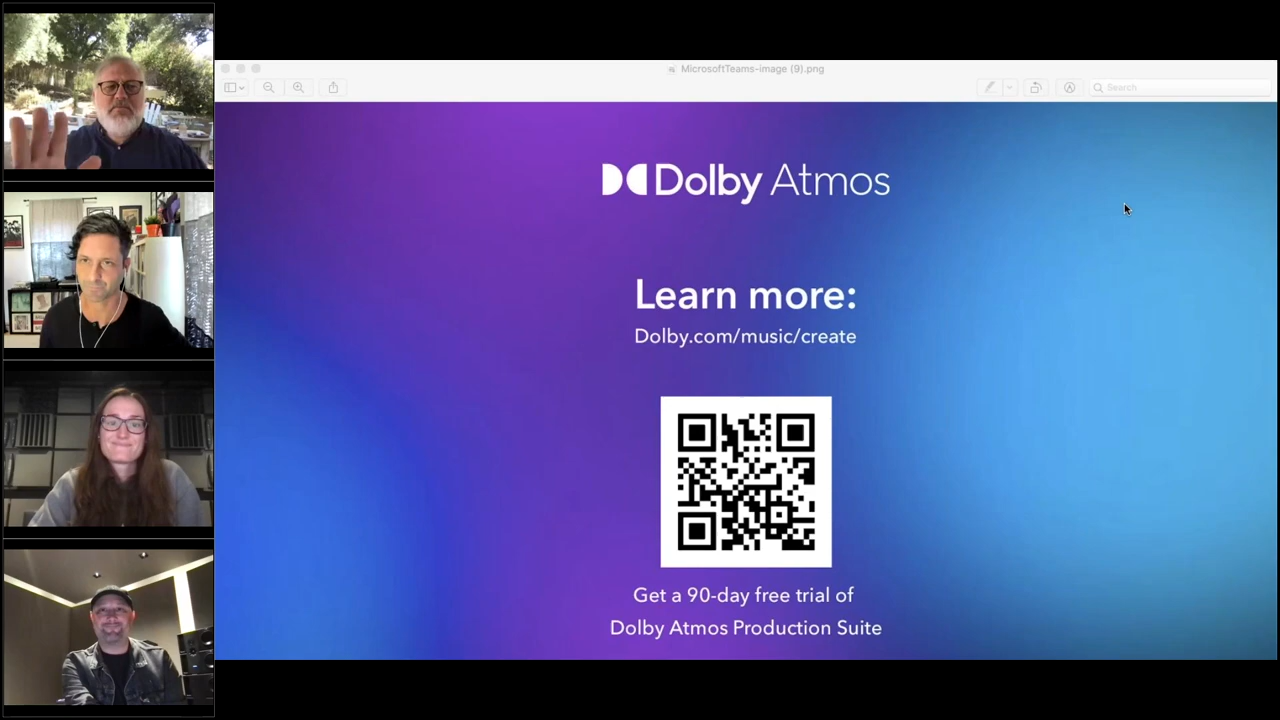 MicrosoftTeams-image (9).png
Search
Dolby Atmos
Learn more:
Dolby.com/music/create
Get a 90-day free trial of
Dolby Atmos Production Suite